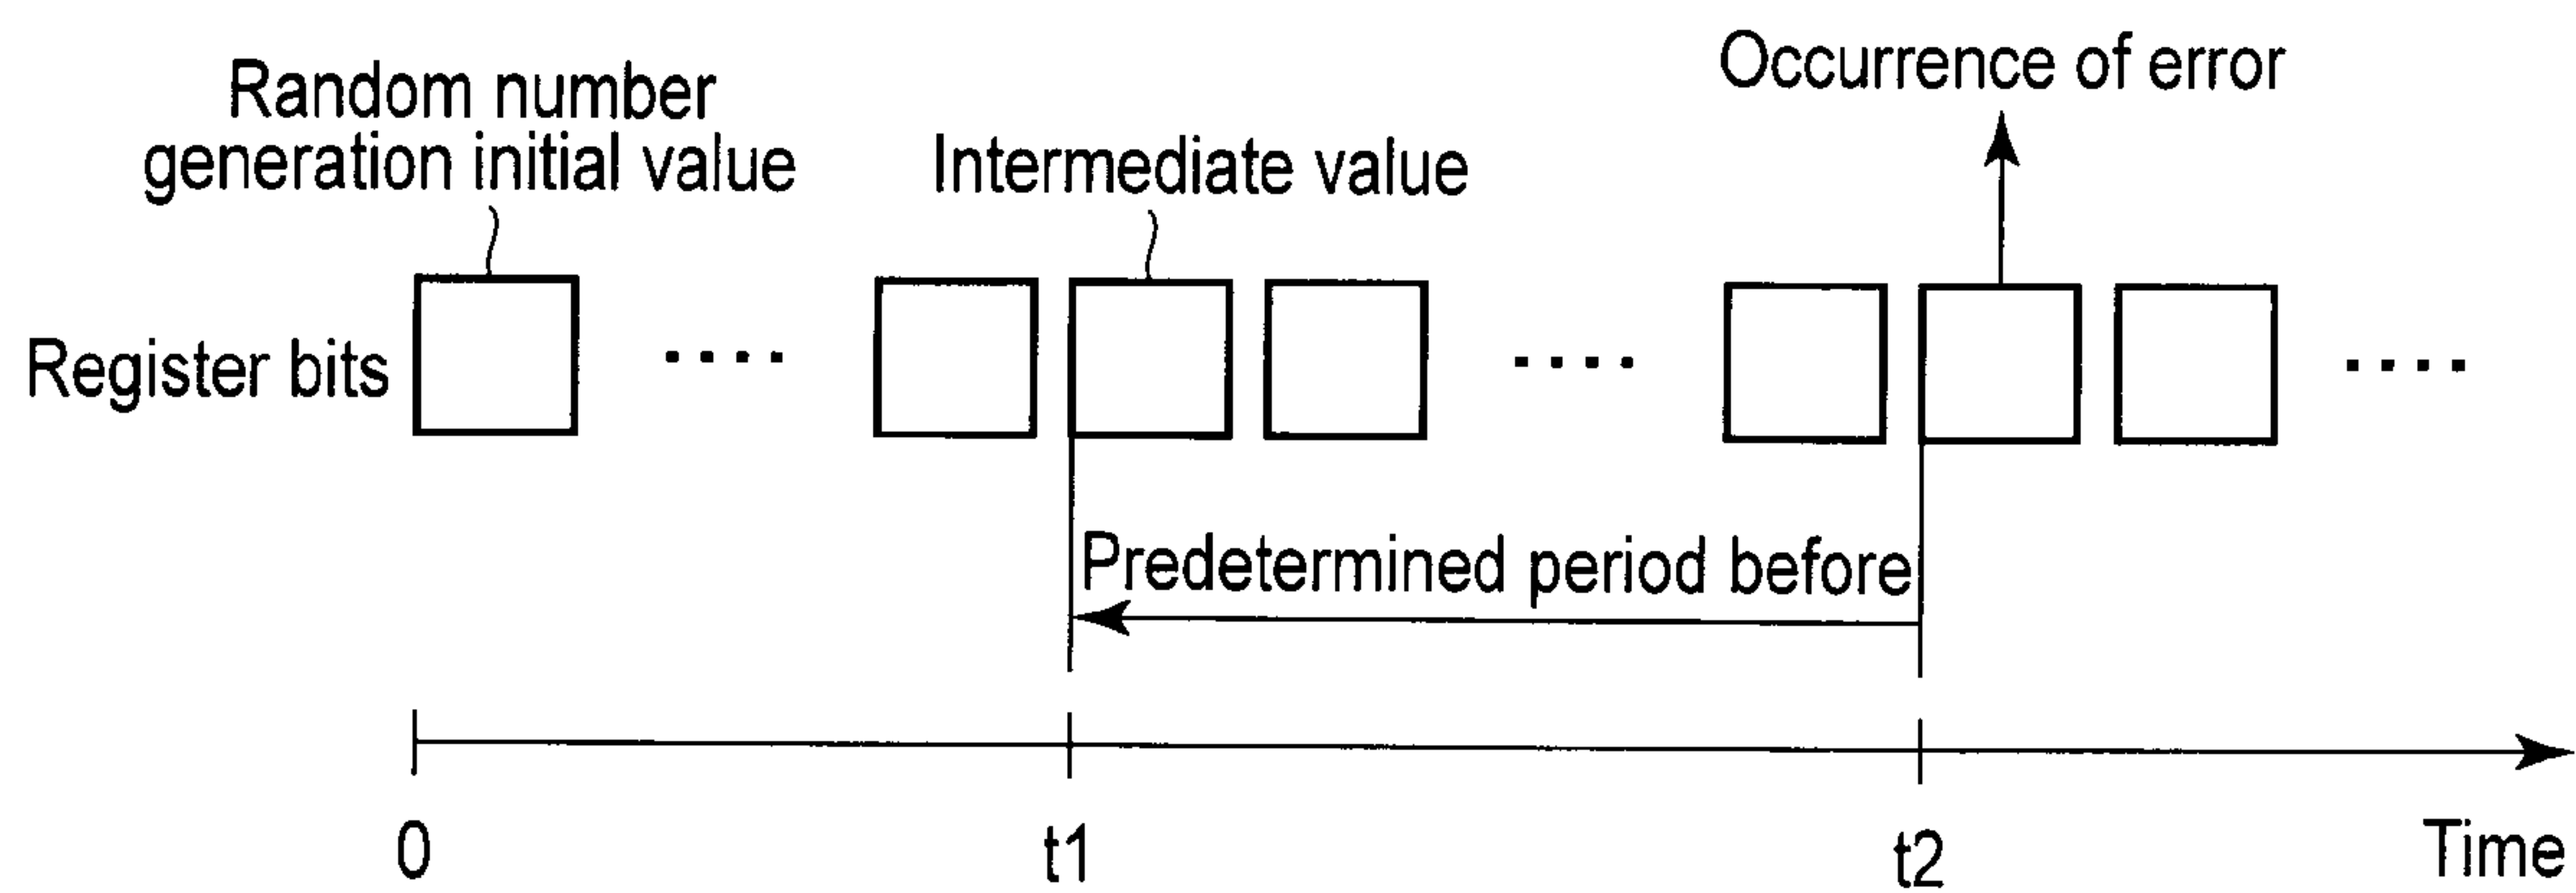 Occurrence of error
Random number
generation initial value
Intermediate value
Register bits
Predetermined period before
0
t1
t2
Time